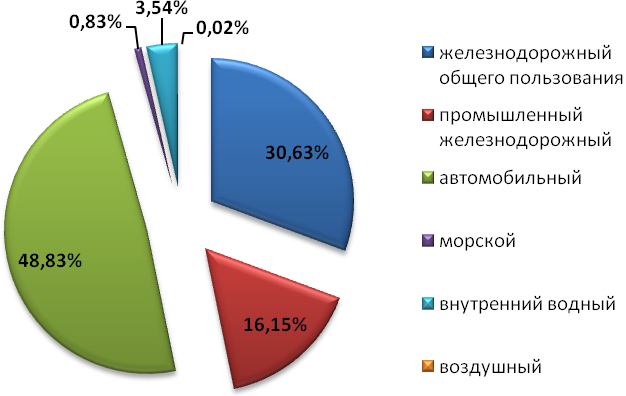 3,54%
0,83%
0,02%
30,63%
48,83%
16,15%
железнодорожный
общего пользования
промышленный
железнодорожный
автомобильный
морской
внутренний водный
воздушный